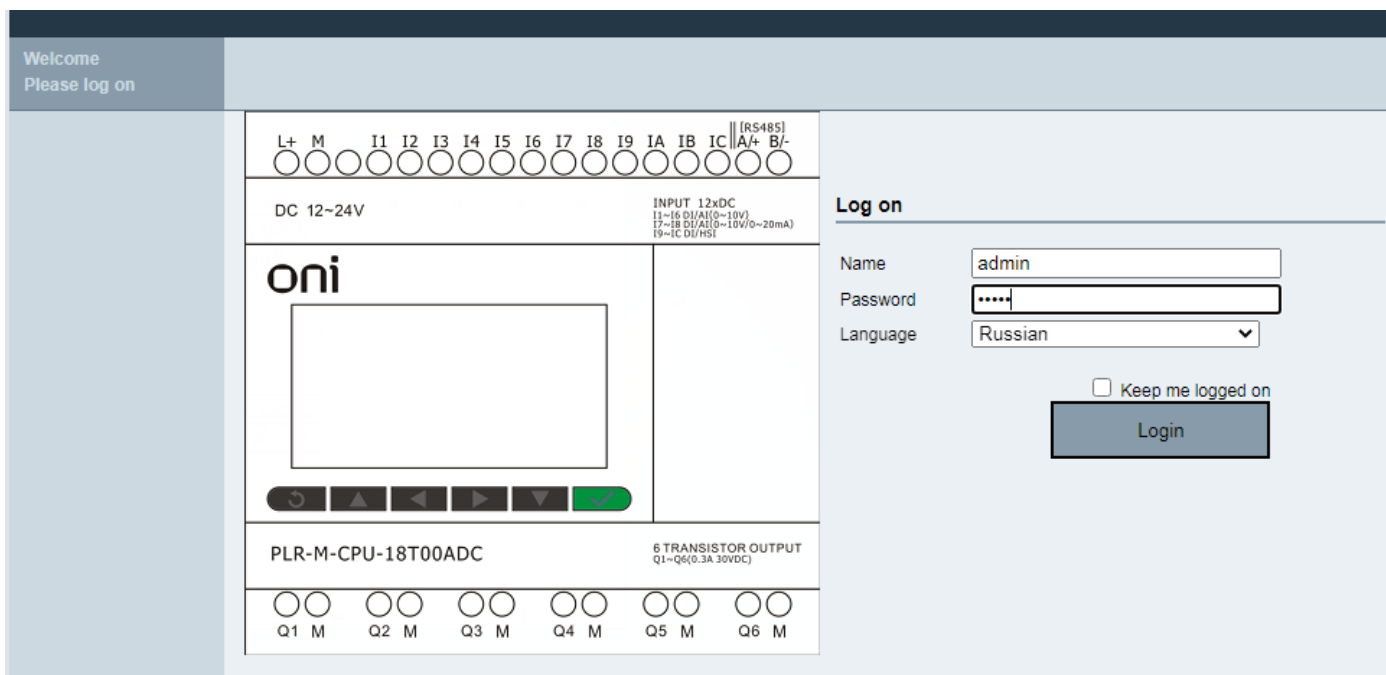 Welcome
Please log on
[RS485]
L+ M I1 I2 I3 I4 I5 I6 I7 I8 I9 IA IB IC A/+ B/-
DC 12~24V
INPUT 12xDC
I1~I6 DI/AI(0~10V)
I7~I8 DI/AI(0~10V/0~20mA)
I9~IC DI/HSI
oni
PLR-M-CPU-18T00ADC
6 TRANSISTOR OUTPUT
Q1~Q6(0.3A 30VDC)
Q1 M Q2 M Q3 M Q4 M Q5 M Q6 M
Log on
Name admin
Password •••••
Language Russian
Keep me logged on
Login